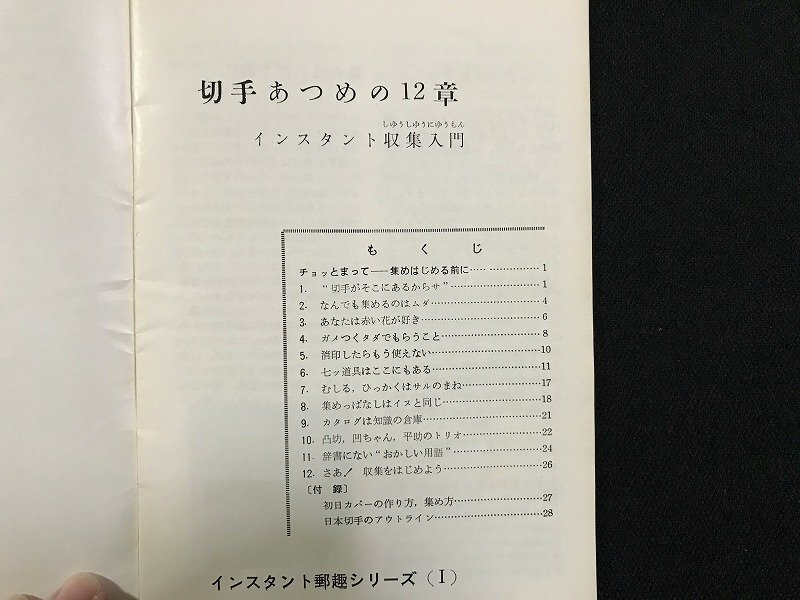 切手あつめの12章
しゆうしゆうにゆうもん
インスタント収集入門
もくじ
チョッとまって――集めはじめる前に…………………1
1. “切手がそこにあるからサ”…………………1
2. なんでも集めるのはムダ…………………4
3. あなたは赤い花が好き…………………6
4. ガメつくタダでもらうこと…………………8
5. 消印したらもう使えない…………………10
6. 七ッ道具はここにもある…………………11
7. むしる, ひっかくはサルのまね…………………17
8. 集めっぱなしはイヌと同じ…………………18
9. カタログは知識の倉庫…………………21
10. 凸坊, 凹ちゃん, 平助のトリオ…………………22
11. 辞書にない“おかしい用語”…………………24
12. さあ! 収集をはじめよう…………………26
〔付 録〕
初日カバーの作り方, 集め方…………………27
日本切手のアウトライン…………………28
インスタント郵趣シリーズ(I)